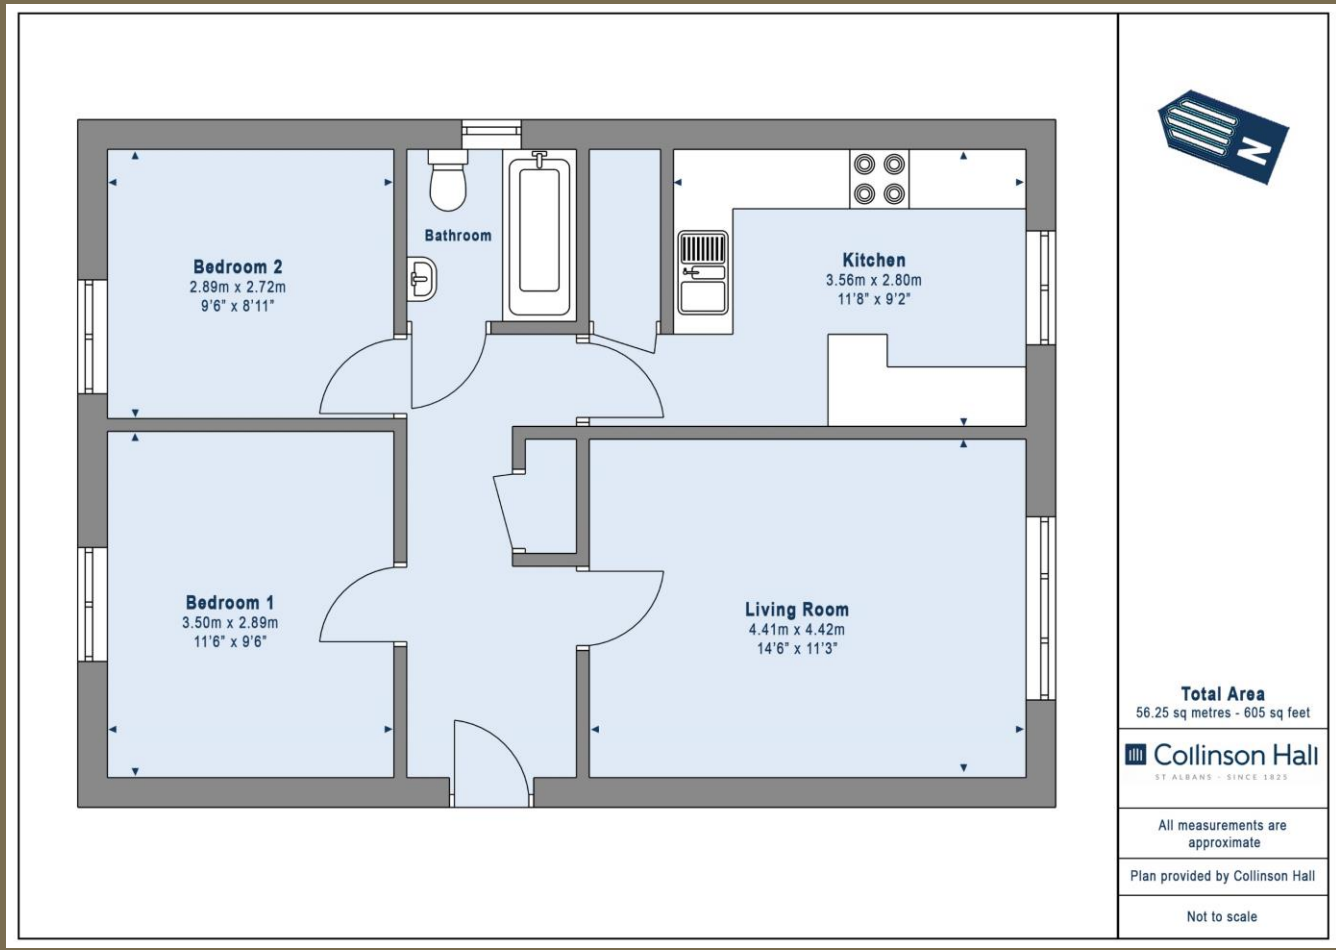 N
Bathroom
Bedroom 2
2.89m x 2.72m
9'6" x 8'11"
Kitchen
3.56m x 2.80m
11'8" x 9'2"
Bedroom 1
3.50m x 2.89m
11'6" x 9'6"
Living Room
4.41m x 4.42m
14'6" x 11'3"
Total Area
56.25 sq metres - 605 sq feet
Collinson Hall
ST ALBANS - SINCE 1825
All measurements are
approximate
Plan provided by Collinson Hall
Not to scale